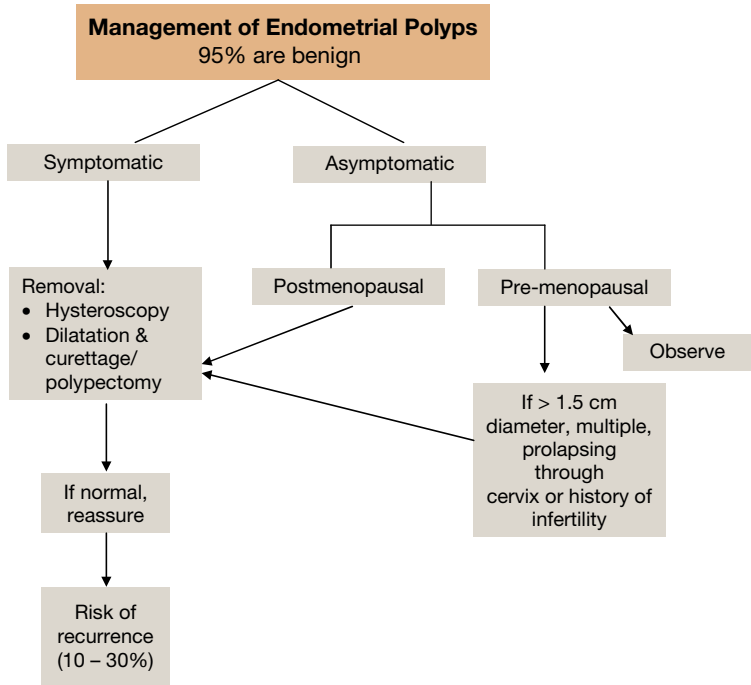 Management of Endometrial Polyps
95% are benign
Symptomatic
Asymptomatic
Postmenopausal
Pre-menopausal
Removal:
• Hysteroscopy
• Dilatation &
curettage/
polypectomy
Observe
If > 1.5 cm
diameter, multiple,
prolapsing
through
cervix or history of
infertility
If normal,
reassure
Risk of
recurrence
(10 – 30%)